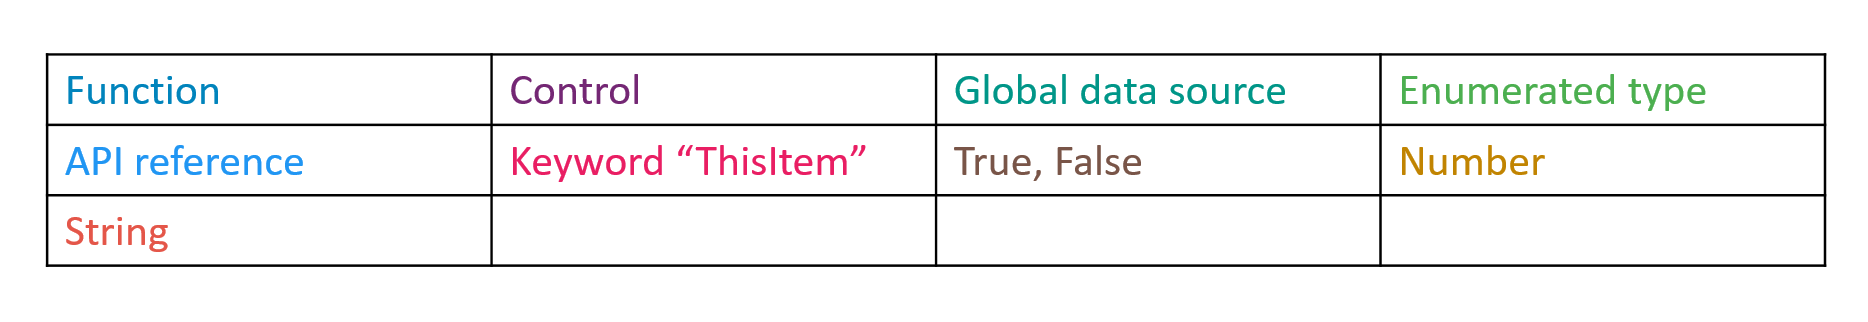 Function
Control
Global data source
Enumerated type
API reference
Keyword “ThisItem”
True, False
Number
String